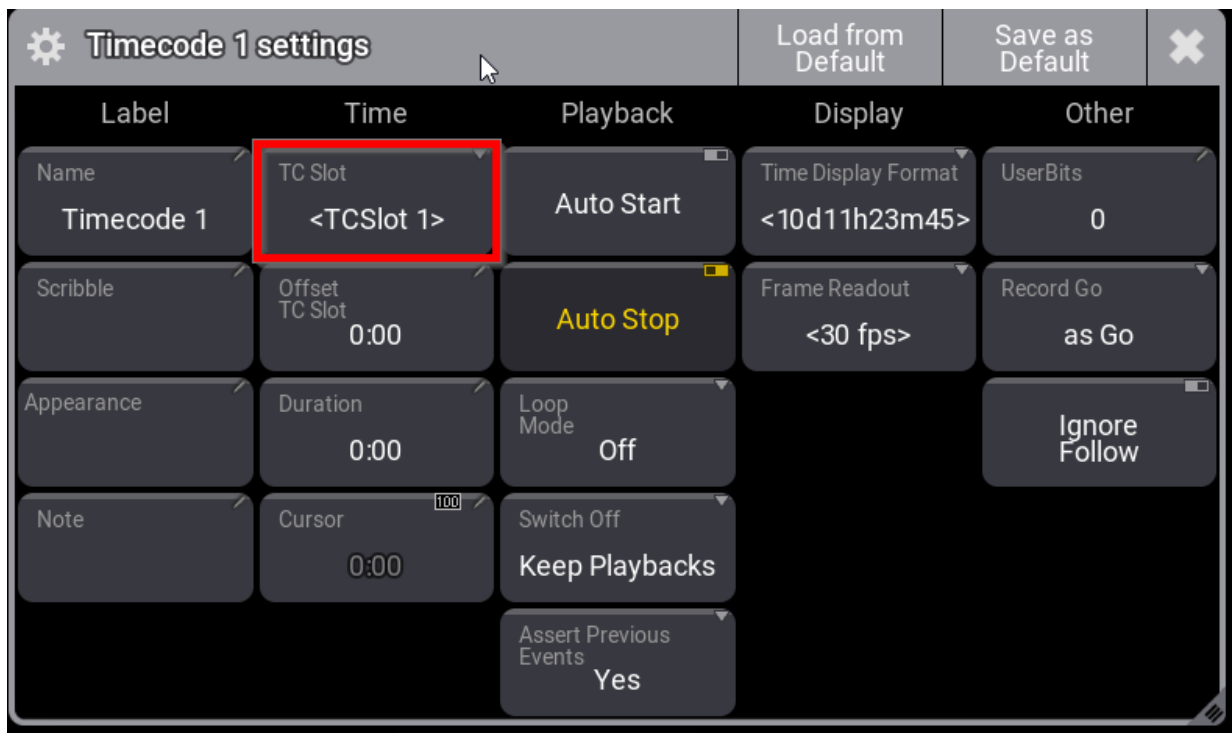 Timecode 1 settings
Load from
Default
Save as
Default
Label
Time
Playback
Display
Other
Name
Timecode 1
TC Slot
<TCSlot 1>
Auto Start
Time Display Format
<10d11h23m45>
UserBits
0
Scribble
Offset
TC Slot
0:00
Auto Stop
Frame Readout
<30 fps>
Record Go
as Go
Appearance
Duration
0:00
Loop
Mode
Off
Ignore
Follow
Note
Cursor
100
0:00
Switch Off
Keep Playbacks
Assert Previous
Events
Yes